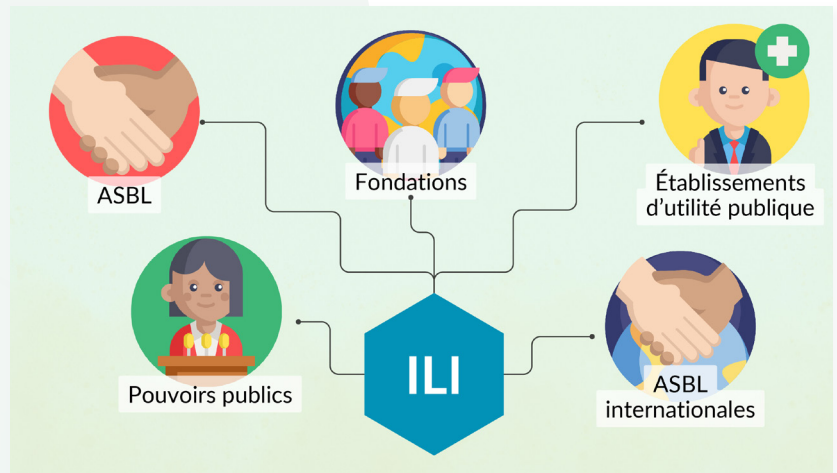 ASBL
Fondations
Établissements
d’utilité publique
Pouvoirs publics
ILI
ASBL
internationales